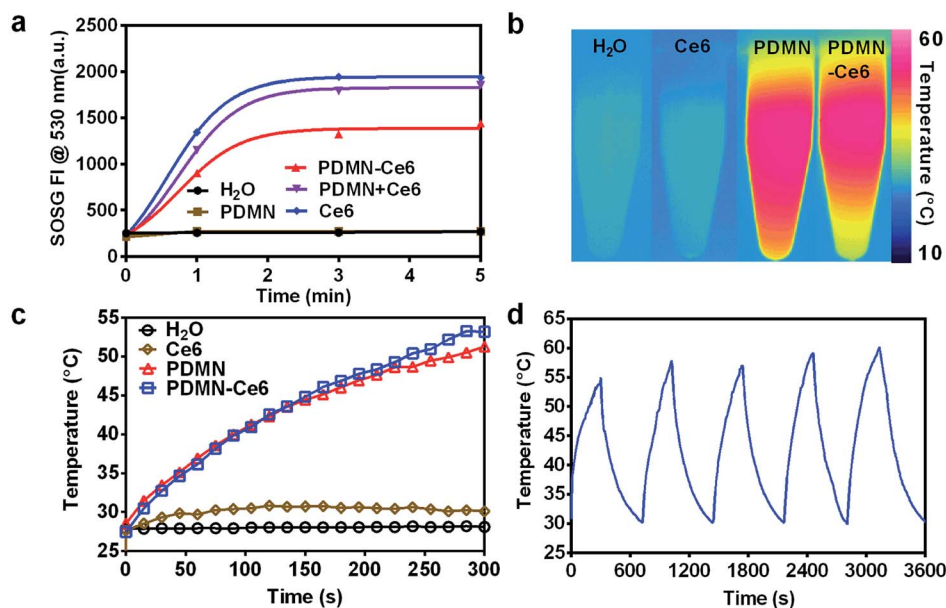 a
2500
2000
1500
1000
500
0
0 1 2 3 4 5
SOSG FI @ 530 nm(a.u.)
Time (min)
PDMN-Ce6
H₂O PDMN+Ce6
PDMN Ce6
b
H₂O Ce6 PDMN PDMN
-Ce6
60
Temperature (°C)
10
c
55
50
45
40
35
30
25
0 50 100 150 200 250 300
Temperature (°C)
Time (s)
H₂O
Ce6
PDMN
PDMN-Ce6
d
65
60
55
50
45
40
35
30
25
0 600 1200 1800 2400 3000 3600
Temperature (°C)
Time (s)